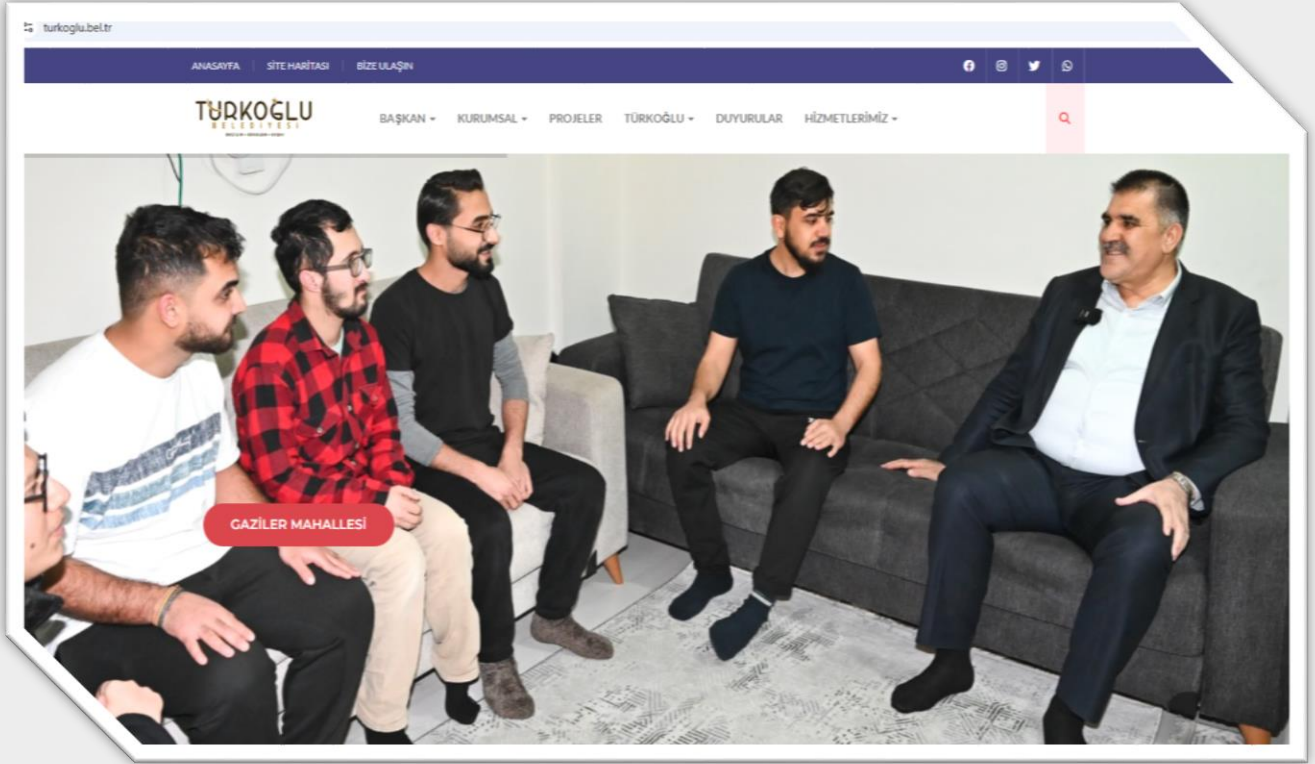 turkoglu.bel.tr
ANASAYFA SİTE HARİTASI BİZE ULAŞIN
TÜRKOĞLU
BELEDİYESİ
BAŞKAN KURUMSAL PROJELER TÜRKOĞLU DUYURULAR HİZMETLERİMİZ
GAZİLER MAHALLESİ